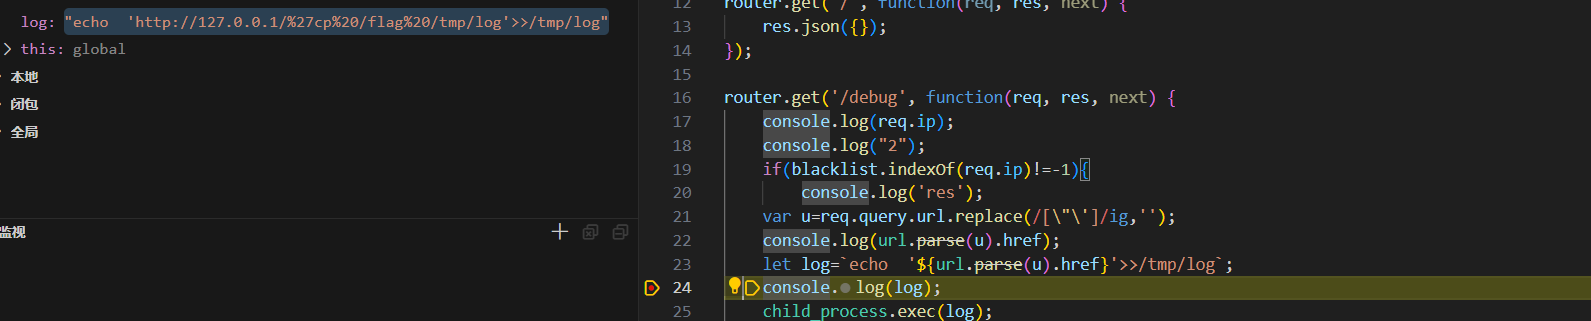 log: "echo  'http://127.0.0.1/%27cp%20/flag%20/tmp/log'>>/tmp/log"
this: global
本地
闭包
全局
监视
12 router.get('/', function(req, res, next) {
13 res.json({});
14 });
15
16 router.get('/debug', function(req, res, next) {
17 console.log(req.ip);
18 console.log("2");
19 if(blacklist.indexOf(req.ip)!=-1){
20 console.log('res');
21 var u=req.query.url.replace(/[\"\']/ig,'');
22 console.log(url.parse(u).href);
23 let log=`echo  '${url.parse(u).href}'>>/tmp/log`;
24 console.log(log);
25 child_process.exec(log);